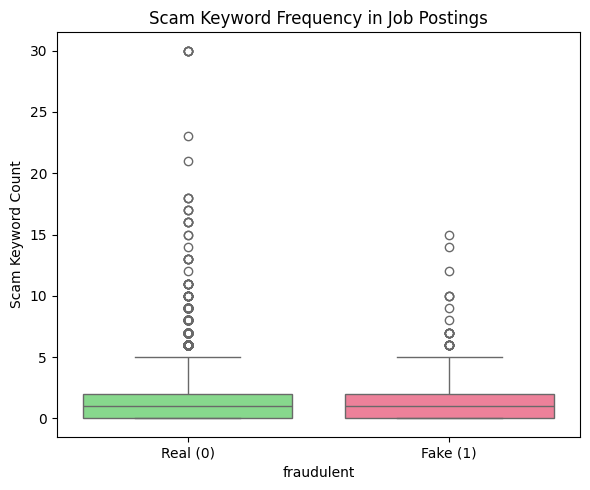 Scam Keyword Frequency in Job Postings
Scam Keyword Count
30
25
20
15
10
5
0
Real (0)
Fake (1)
fraudulent